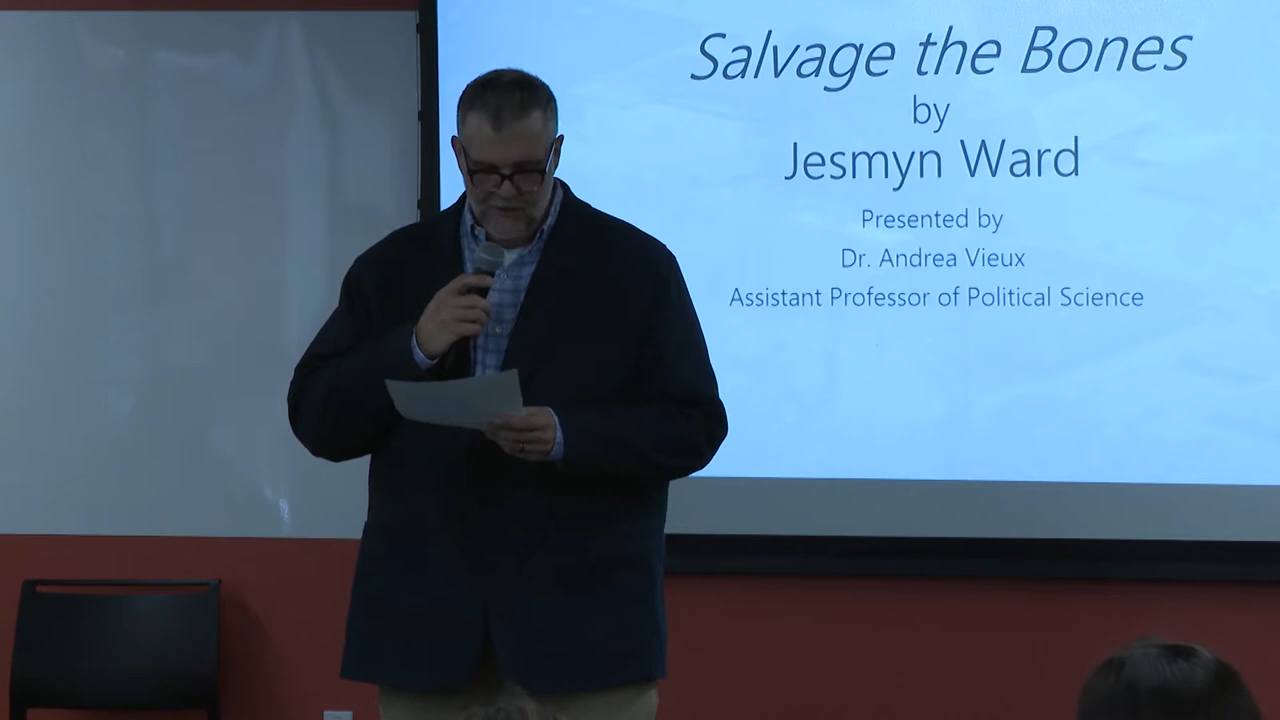 Salvage the Bones
by
Jesmyn Ward
Presented by
Dr. Andrea Vieux
Assistant Professor of Political Science